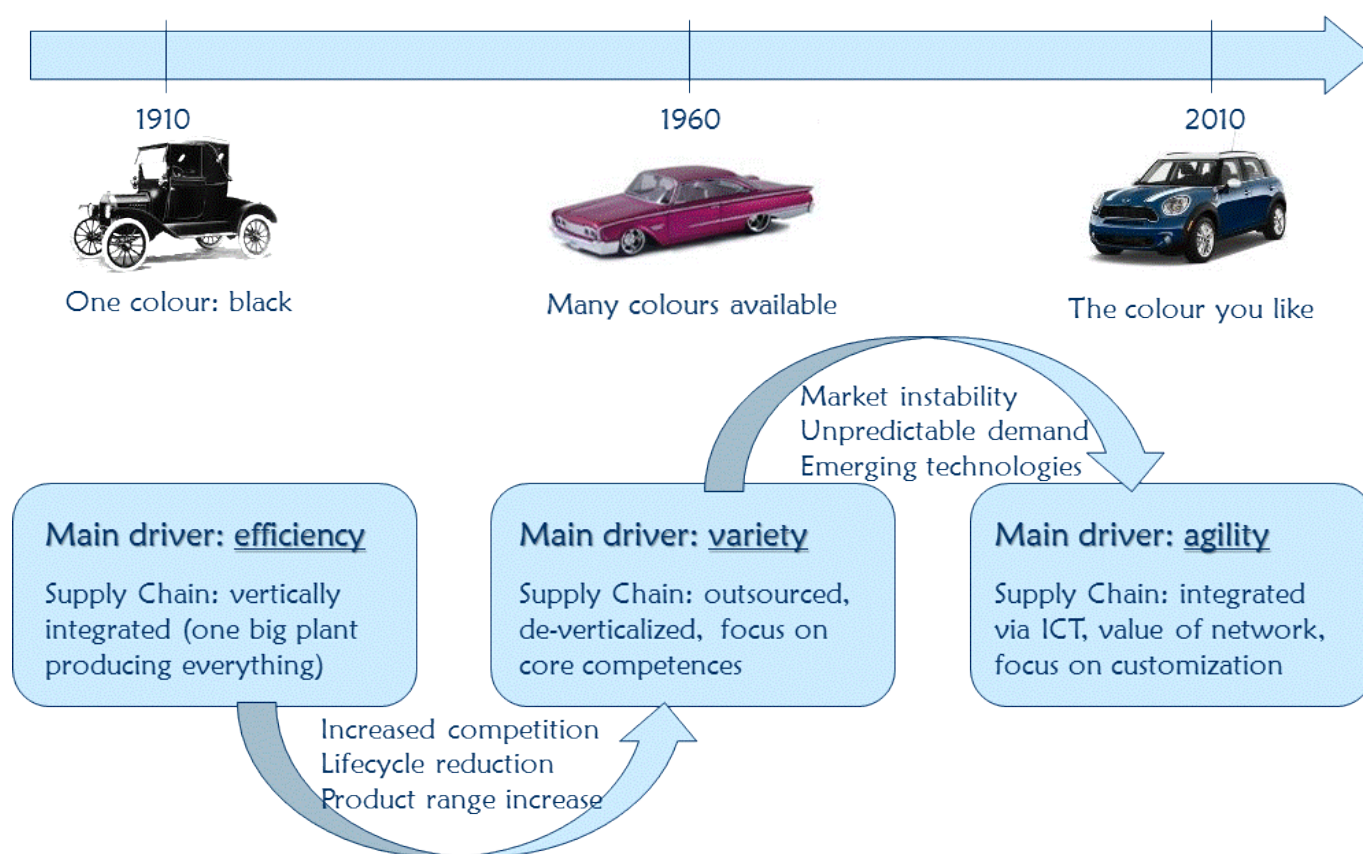 1910
1960
2010
One colour: black
Many colours available
The colour you like
Market instability
Unpredictable demand
Emerging technologies
Main driver: efficiency
Supply Chain: vertically
integrated (one big plant
producing everything)
Main driver: variety
Supply Chain: outsourced,
de-verticalized, focus on
core competences
Main driver: agility
Supply Chain: integrated
via ICT, value of network,
focus on customization
Increased competition
Lifecycle reduction
Product range increase